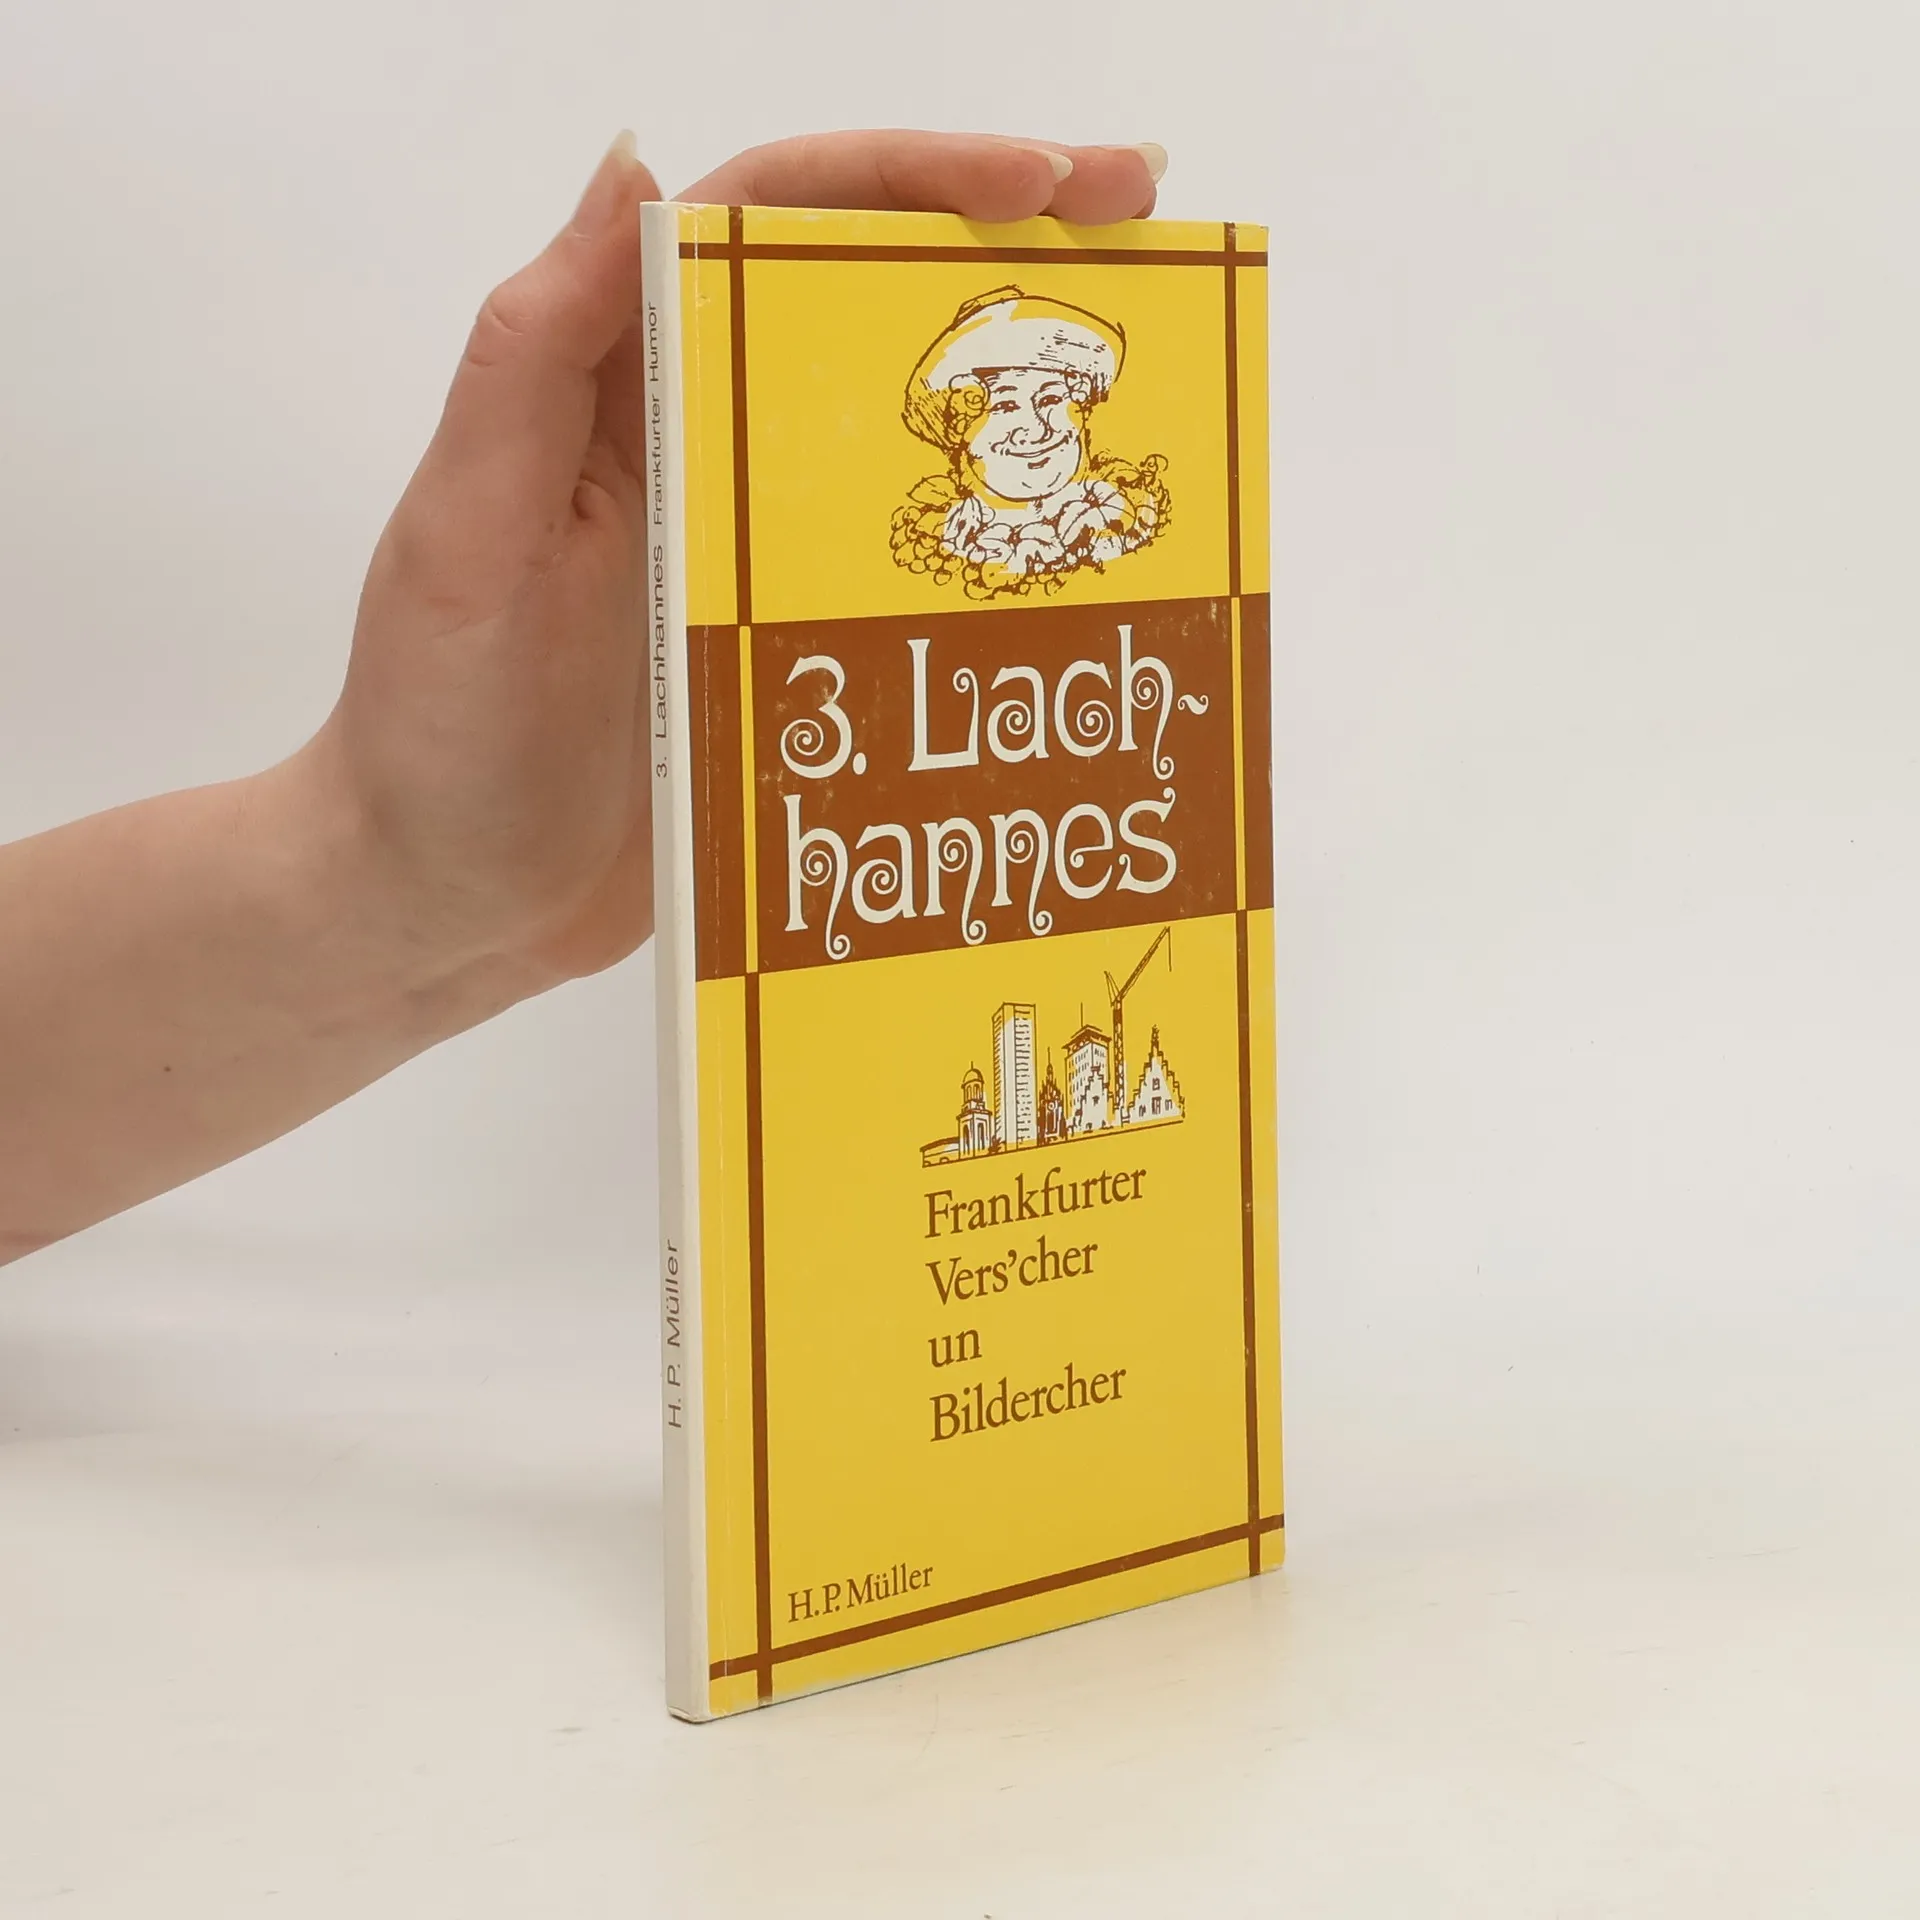 3. Lachhannes Frankfurter Humor
H. P. Müller
3. Lach-
hannes
Frankfurter
Vers’cher
un
Bildercher
H.P. Müller